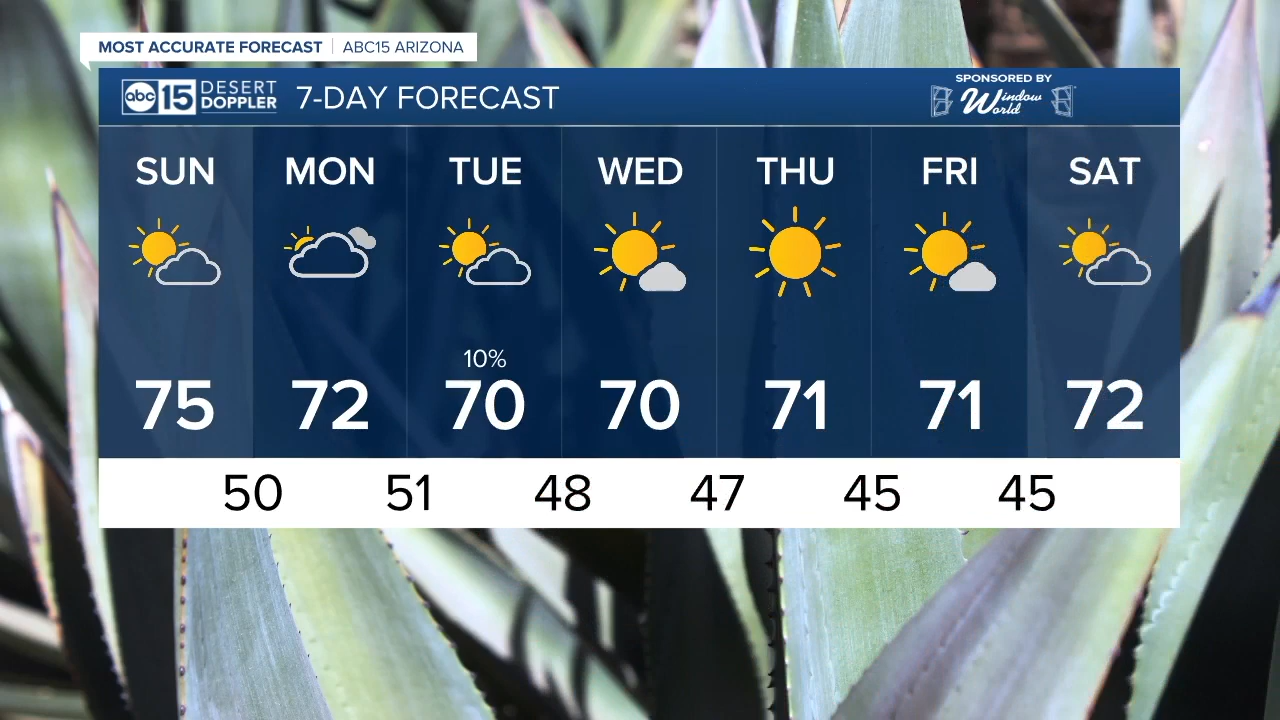 MOST ACCURATE FORECAST | ABC15 ARIZONA
abc 15 DESERT DOPPLER 7-DAY FORECAST
SPONSORED BY
Window World
SUN MON TUE WED THU FRI SAT
10%
75 72 70 70 71 71 72
50 51 48 47 45 45